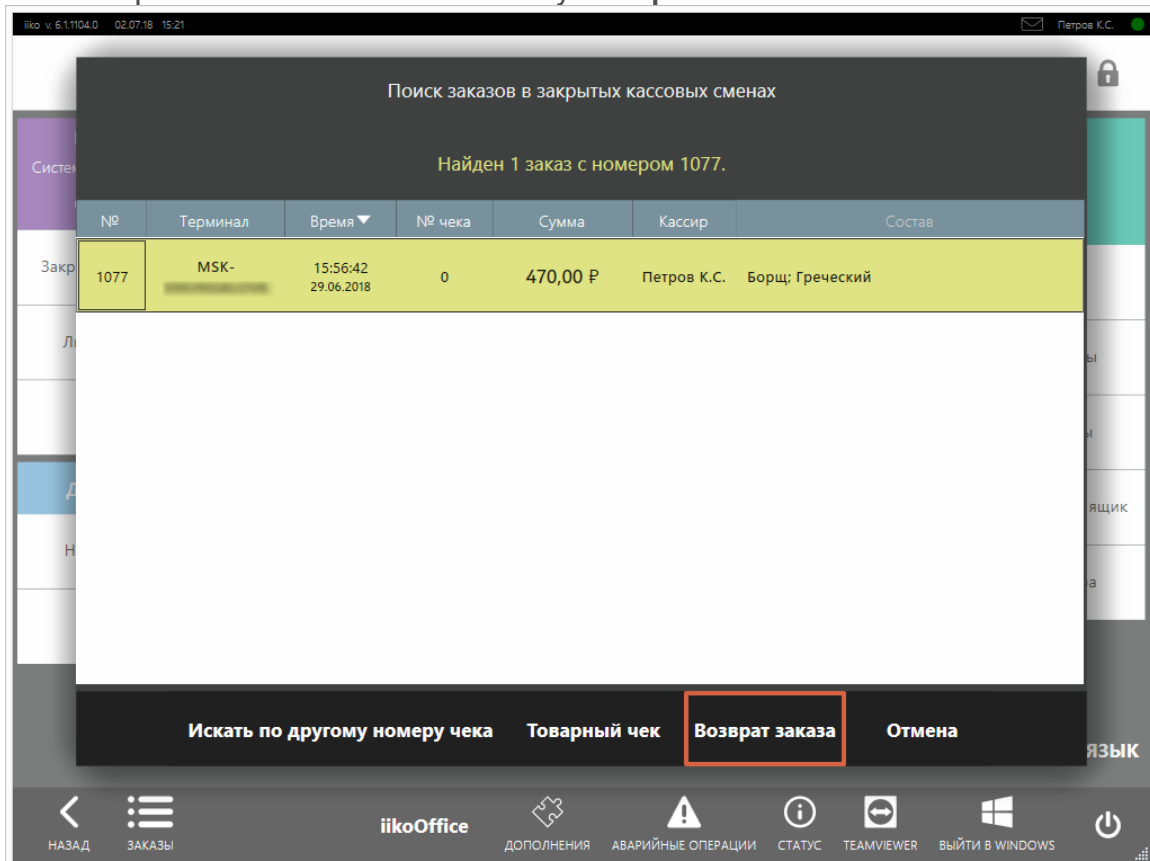 iiko v. 6.1.1104.0 02.07.18 15:21 Петров К.С.
Поиск заказов в закрытых кассовых сменах
Найден 1 заказ с номером 1077.
№ Терминал Время № чека Сумма Кассир Состав
1077 MSK- 15:56:42 29.06.2018 0 470,00 ₽ Петров К.С. Борщ; Греческий
ящик
Искать по другому номеру чека Товарный чек Возврат заказа Отмена
язык
НАЗАД ЗАКАЗЫ iikoOffice ДОПОЛНЕНИЯ АВАРИЙНЫЕ ОПЕРАЦИИ СТАТУС TEAMVIEWER ВЫЙТИ В WINDOWS